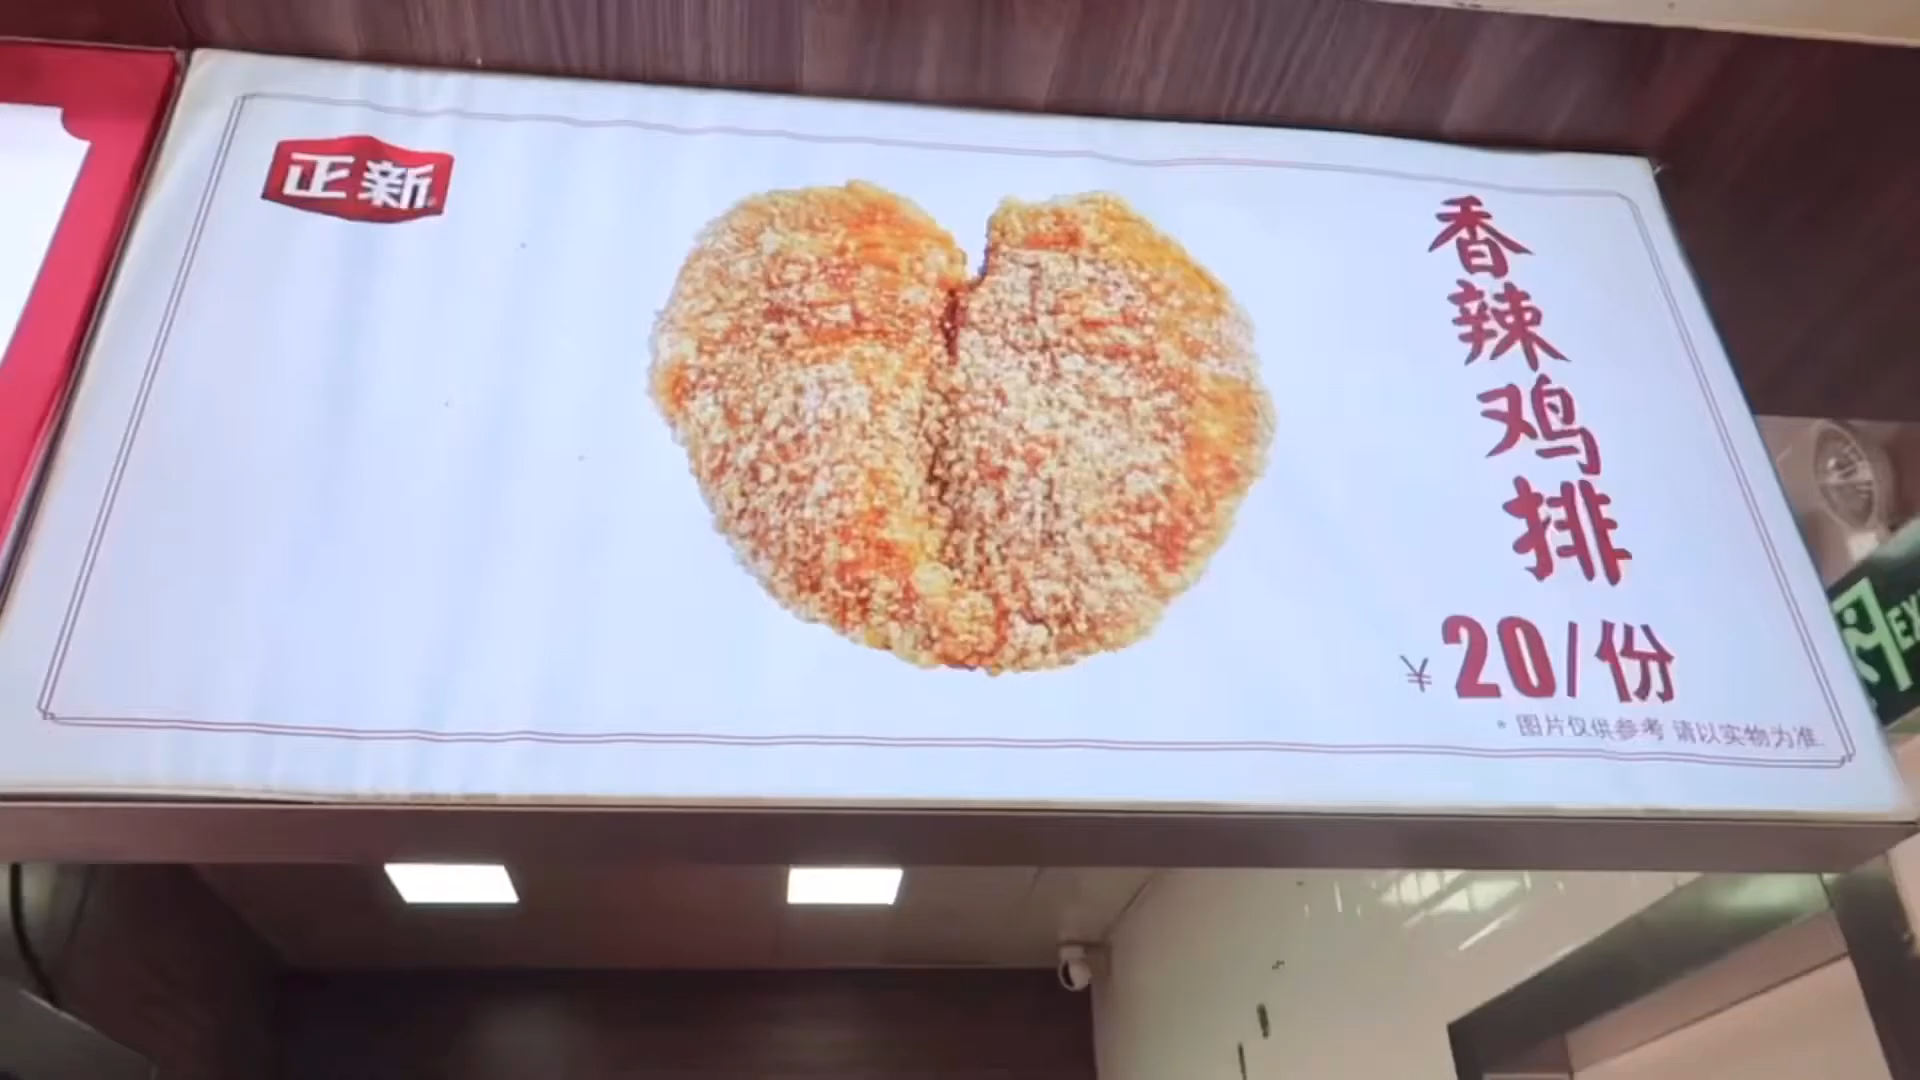 正新
香辣鸡排
¥20/份
* 图片仅供参考 请以实物为准